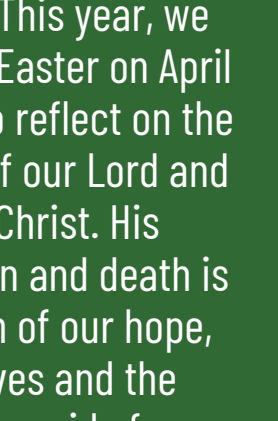 This year, we
Easter on April
reflect on the
our Lord and
Christ. His
and death is
of our hope,
and the